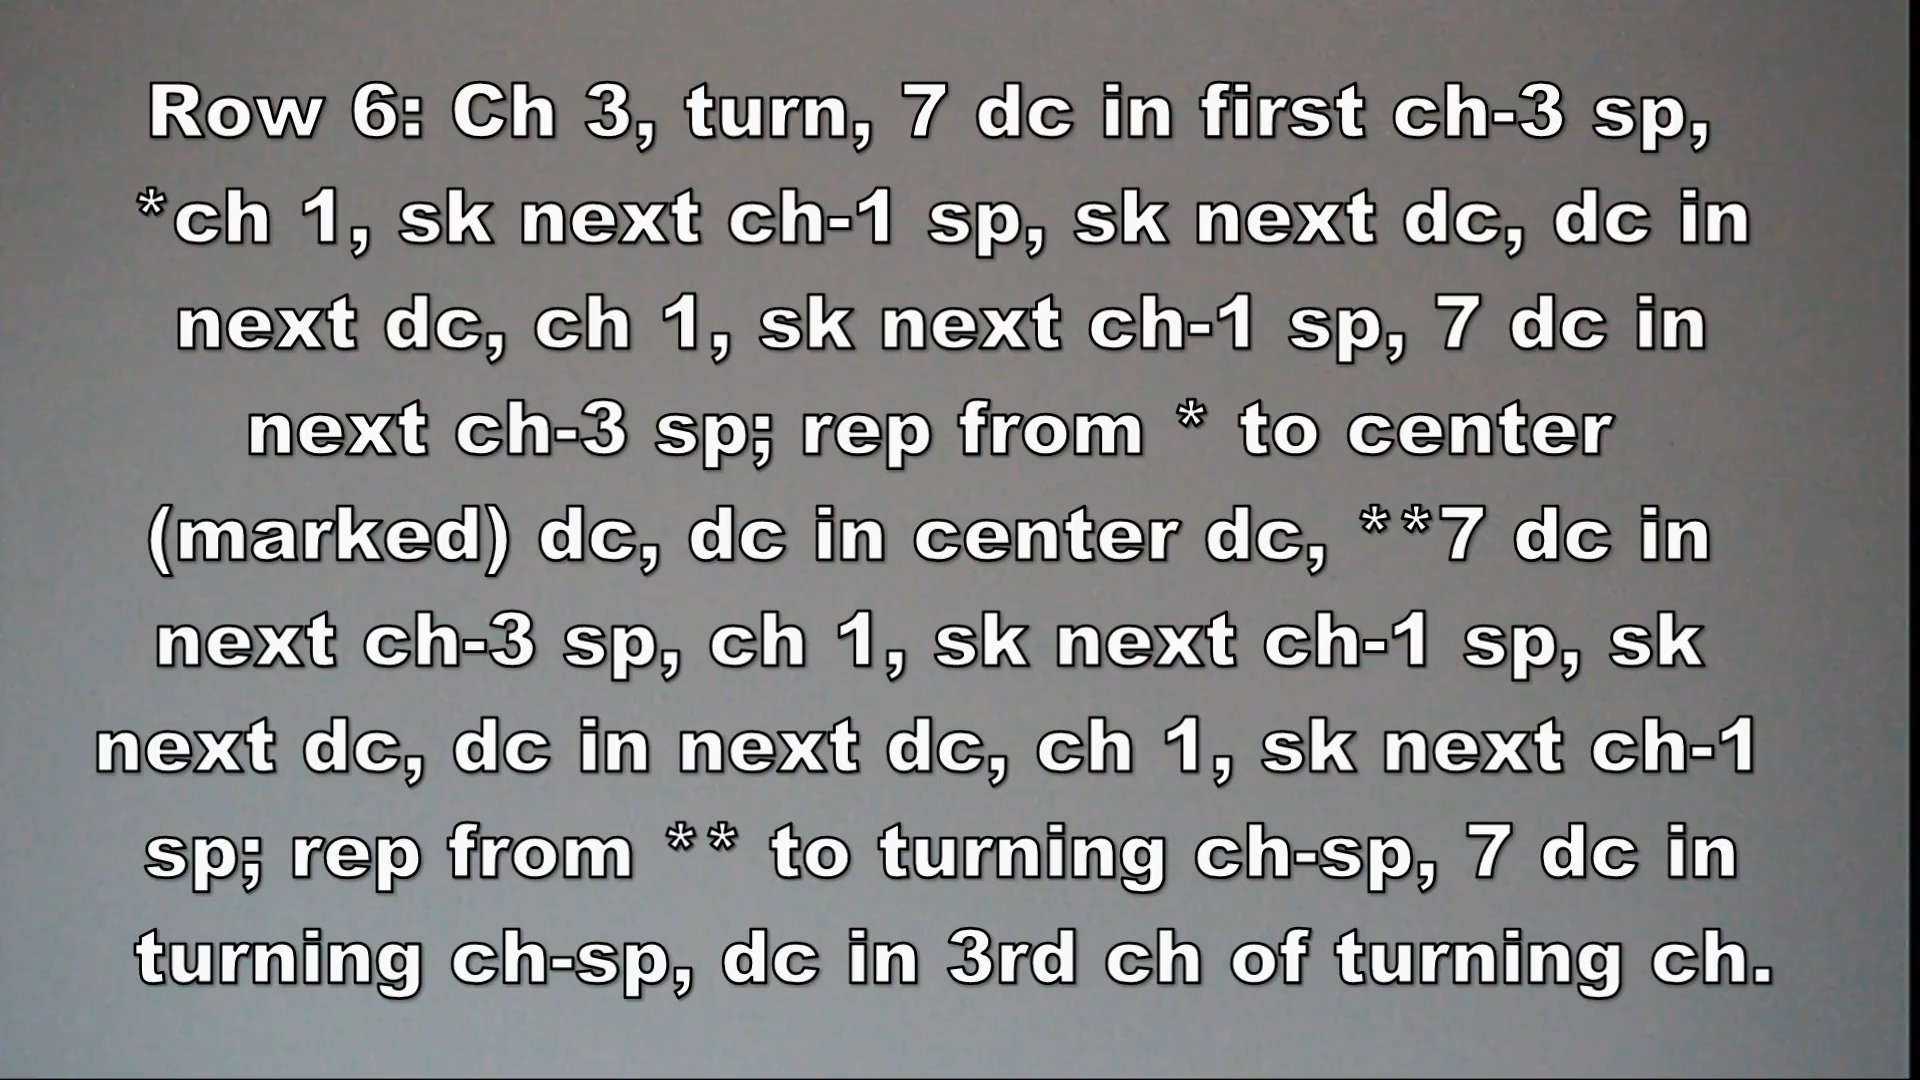 Row 6: Ch 3, turn, 7 dc in first ch-3 sp,
*ch 1, sk next ch-1 sp, sk next dc, dc in
next dc, ch 1, sk next ch-1 sp, 7 dc in
next ch-3 sp; rep from * to center
(marked) dc, dc in center dc, **7 dc in
next ch-3 sp, ch 1, sk next ch-1 sp, sk
next dc, dc in next dc, ch 1, sk next ch-1
sp; rep from ** to turning ch-sp, 7 dc in
turning ch-sp, dc in 3rd ch of turning ch.